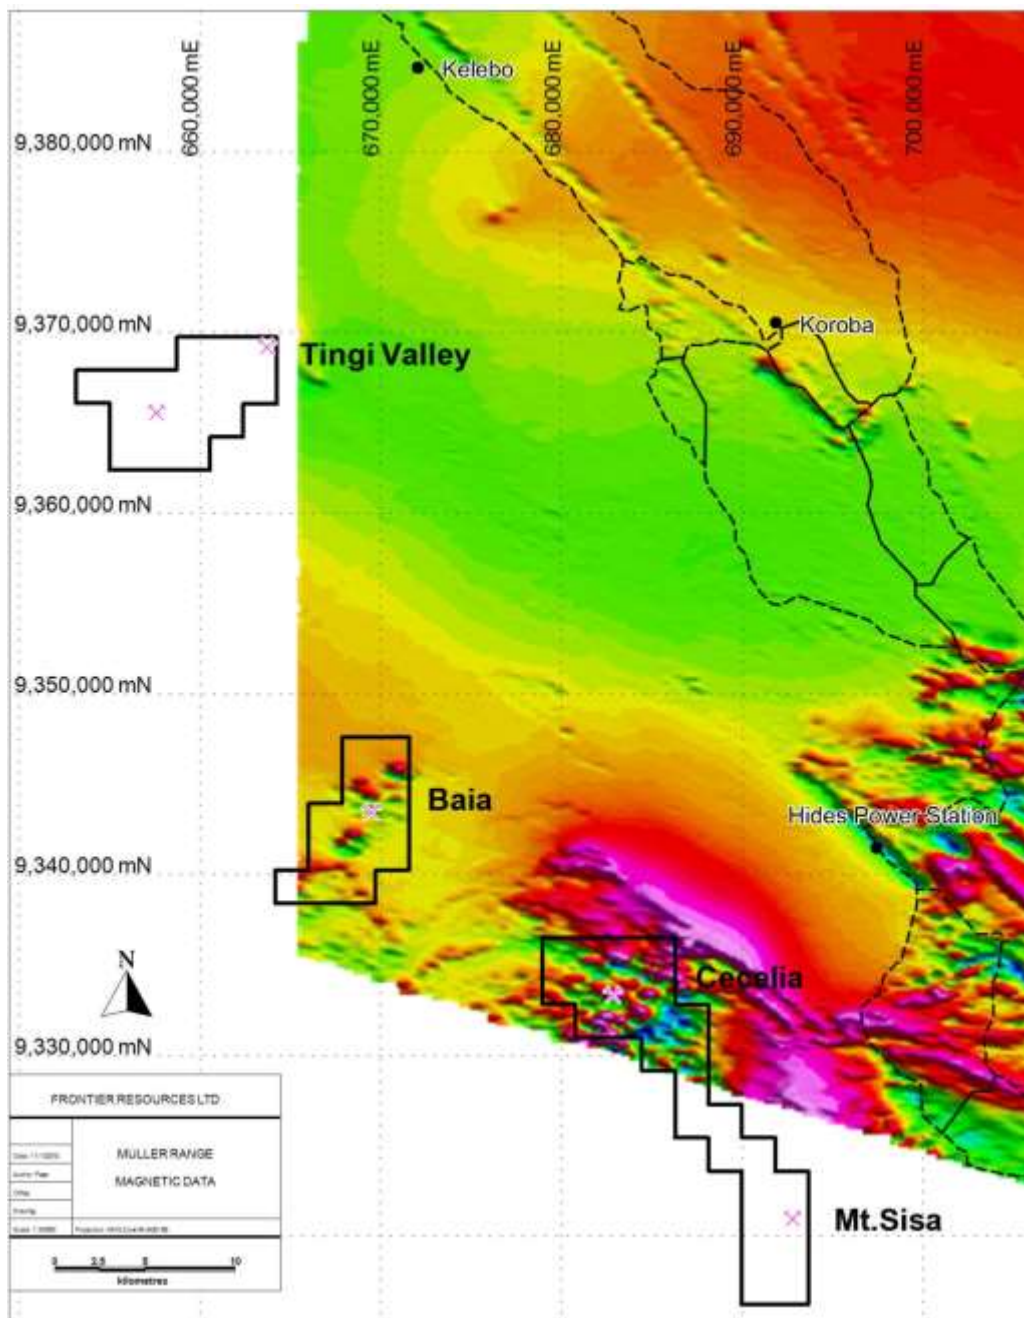 660,000 mE
670,000 mE
680,000 mE
690,000 mE
700,000 mE
Kelebo
9,380,000 mN
9,370,000 mN
Koroba
Tingi Valley
9,360,000 mN
9,350,000 mN
Baia
Hides Power Station
9,340,000 mN
N
Cecelia
9,330,000 mN
FRONTIER RESOURCES LTD
MULLER RANGE
MAGNETIC DATA
Mt.Sisa
0 2.5 5 10
kilometres